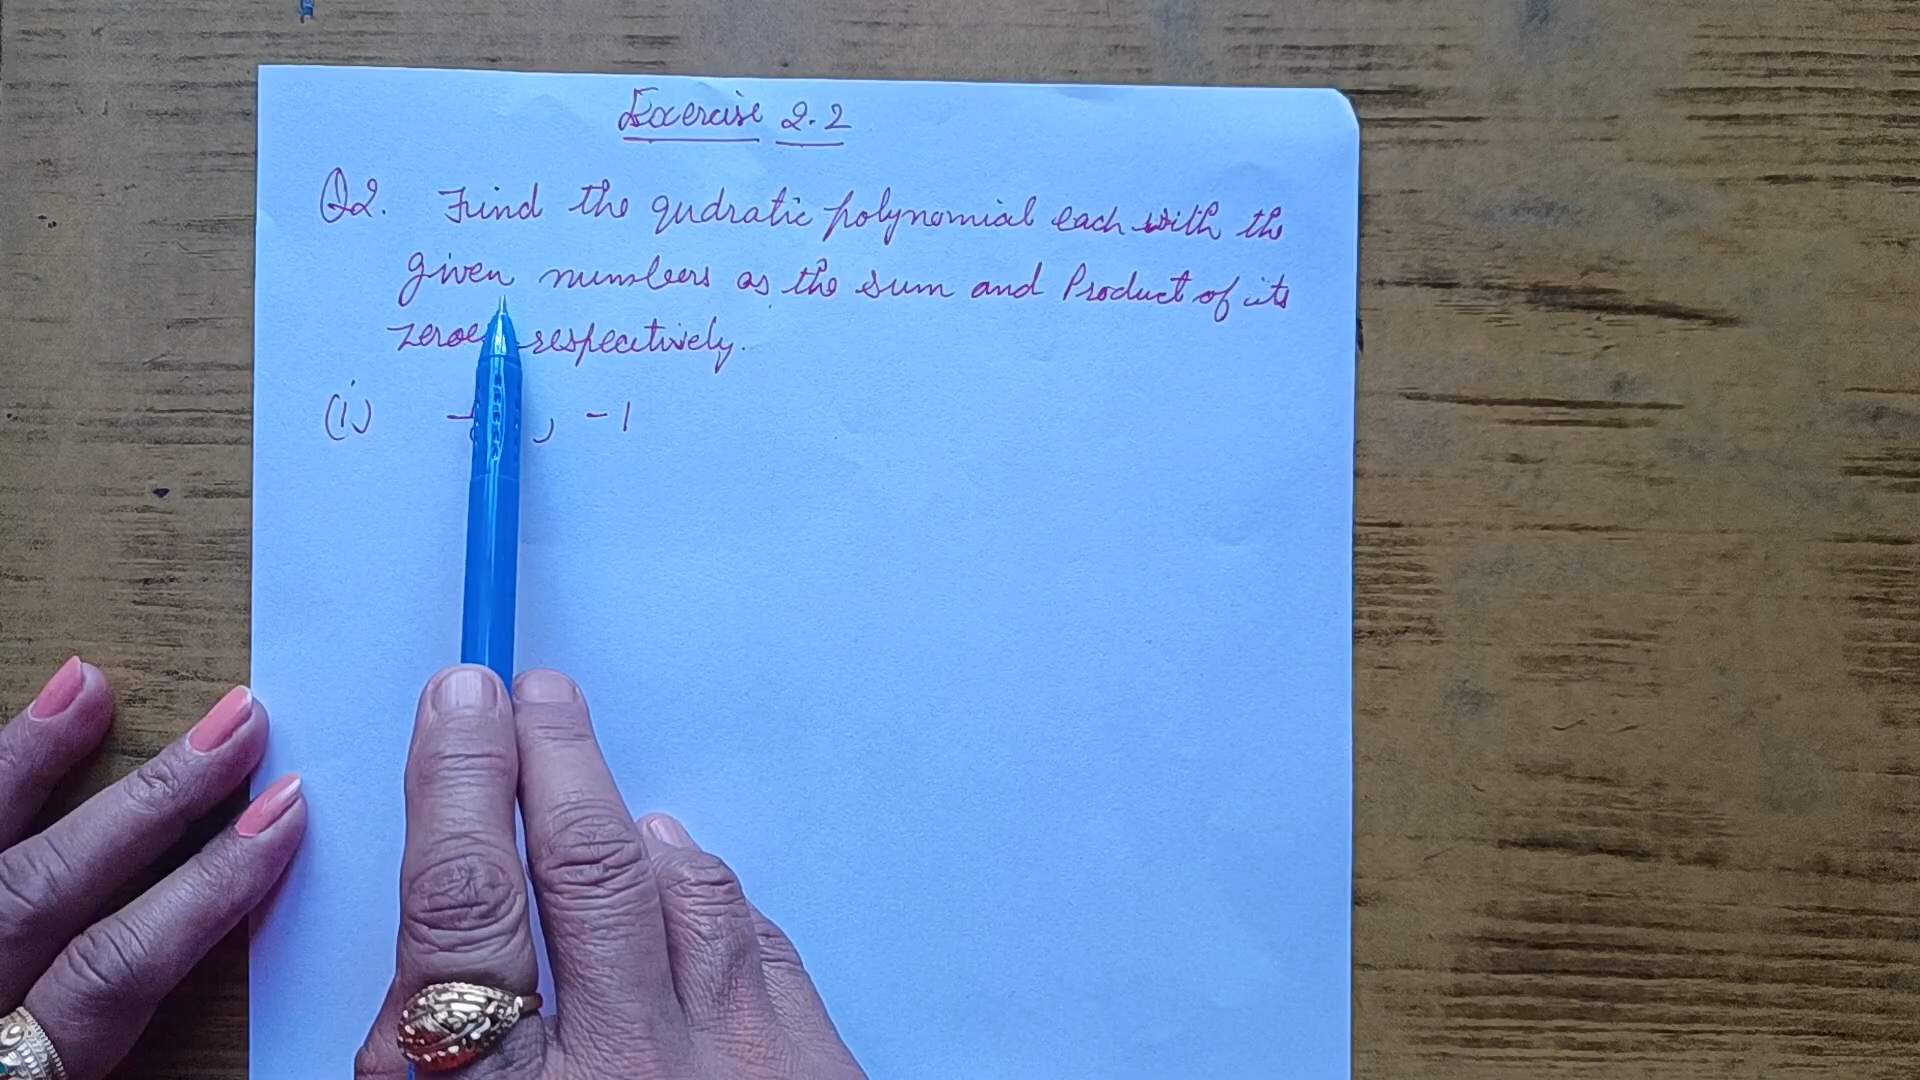 Exercise 2.2
Q2. Find the qudratic polynomial each with the
given numbers as the sum and Product of its
respectively.
(i) , -1